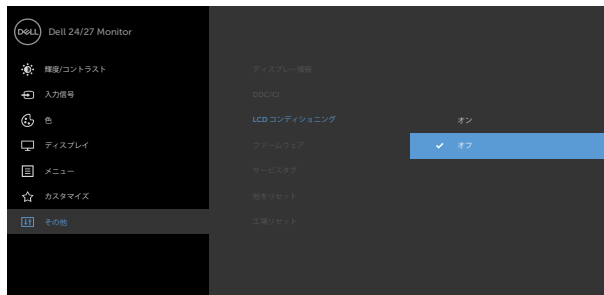 DELL
Dell 24/27 Monitor
輝度/コントラスト
入力信号
色
ディスプレイ
メニュー
カスタマイズ
その他
ディスプレー情報
DDC/CI
LCD コンディショニング
ファームウェア
サービスタグ
他をリセット
工場リセット
オン
オフ